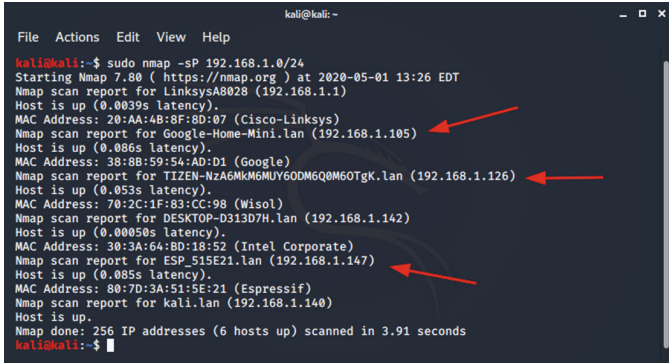 kali@kali: ~
File Actions Edit View Help
kali@kali:~$ sudo nmap -sP 192.168.1.0/24
Starting Nmap 7.80 ( https://nmap.org ) at 2020-05-01 13:26 EDT
Nmap scan report for LinksysA8028 (192.168.1.1)
Host is up (0.0039s latency).
MAC Address: 20:AA:4B:8F:8D:07 (Cisco-Linksys)
Nmap scan report for Google-Home-Mini.lan (192.168.1.105)
Host is up (0.086s latency).
MAC Address: 38:8B:59:54:AD:D1 (Google)
Nmap scan report for TIZEN-NzA6MkM6MUY6ODM6Q0M6OTgK.lan (192.168.1.126)
Host is up (0.053s latency).
MAC Address: 70:2C:1F:83:CC:98 (Wisol)
Nmap scan report for DESKTOP-D313D7H.lan (192.168.1.142)
Host is up (0.00050s latency).
MAC Address: 30:3A:64:BD:18:52 (Intel Corporate)
Nmap scan report for ESP_515E21.lan (192.168.1.147)
Host is up (0.085s latency).
MAC Address: 80:7D:3A:51:5E:21 (Espressif)
Nmap scan report for kali.lan (192.168.1.140)
Host is up.
Nmap done: 256 IP addresses (6 hosts up) scanned in 3.91 seconds
kali@kali:~$